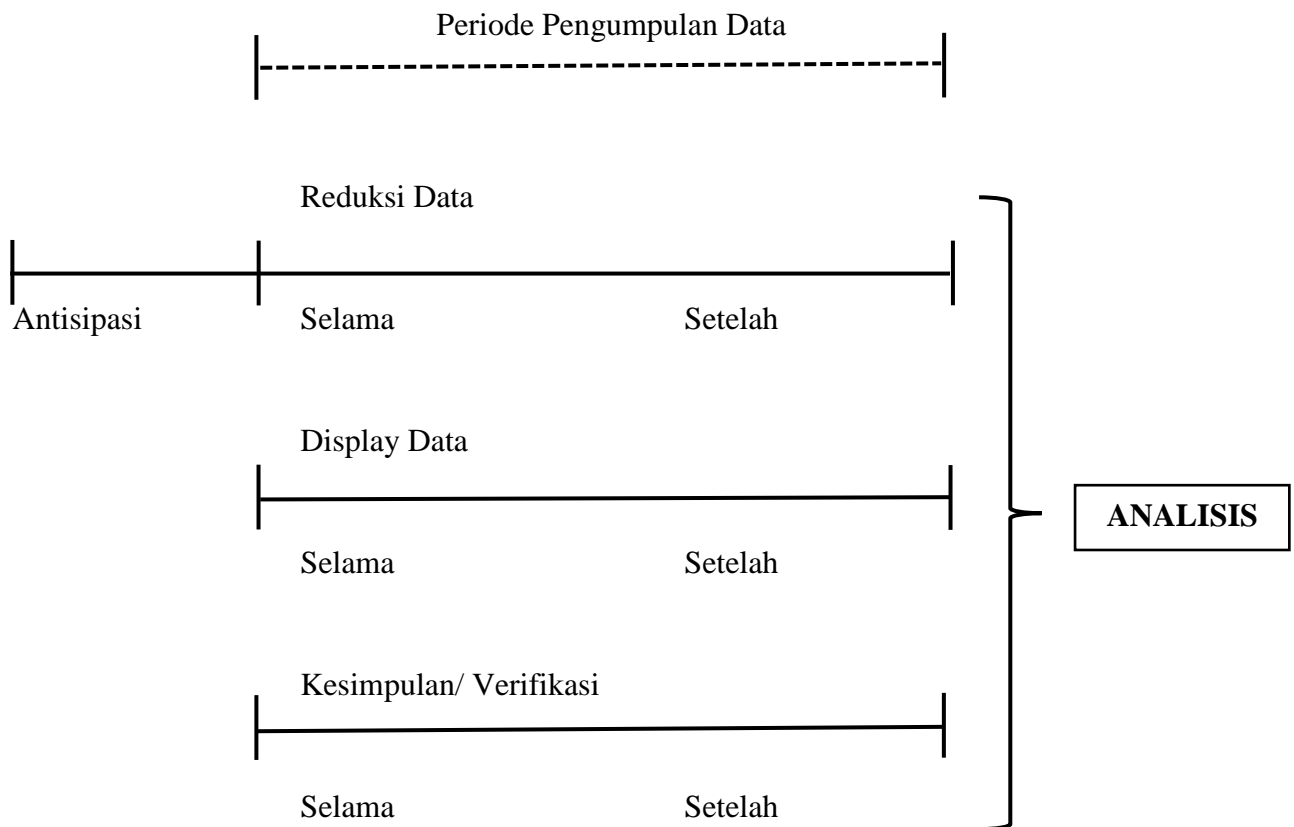 Periode Pengumpulan Data
Reduksi Data
Antisipasi Selama Setelah
Display Data
ANALISIS
Selama Setelah
Kesimpulan/ Verifikasi
Selama Setelah